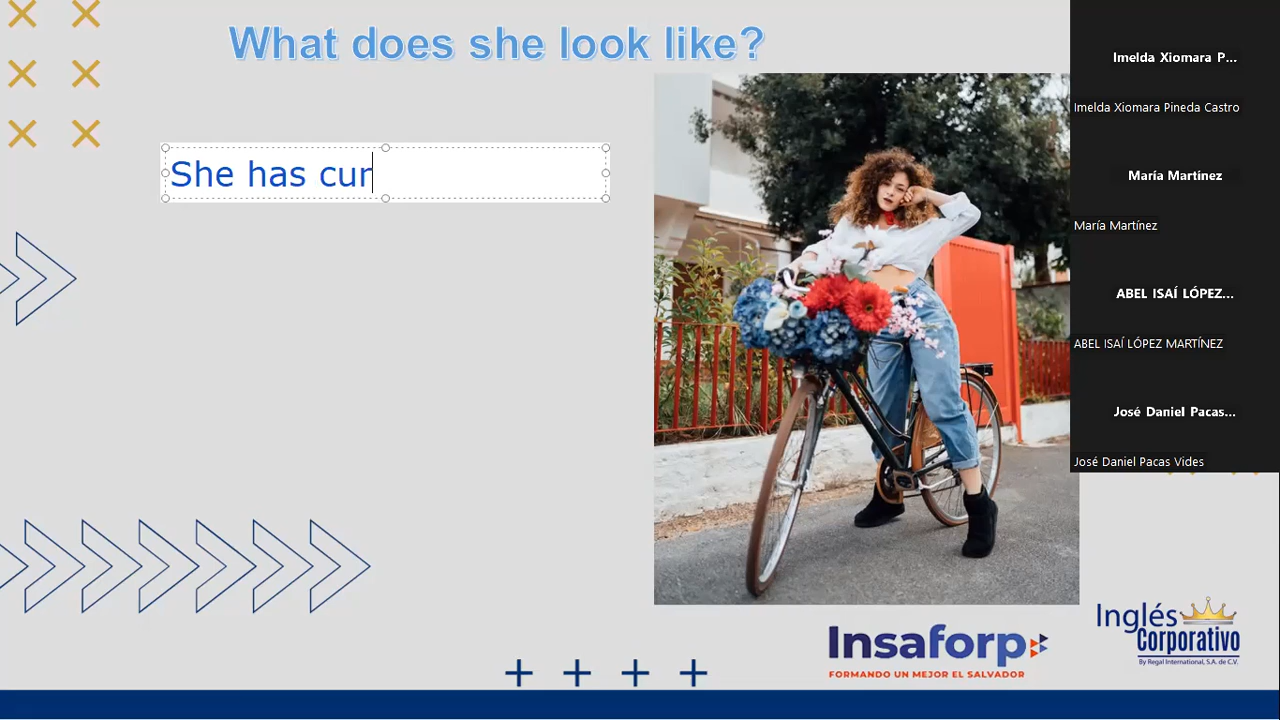 What does she look like?
She has cur
Imelda Xiomara P...
Imelda Xiomara Pineda Castro
María Martínez
María Martínez
ABEL ISAÍ LÓPEZ...
ABEL ISAÍ LÓPEZ MARTÍNEZ
José Daniel Pacas...
José Daniel Pacas Vides
Insaforp
FORMANDO UN MEJOR EL SALVADOR
Inglés
Corporativo
By Regal International, S.A. de C.V.